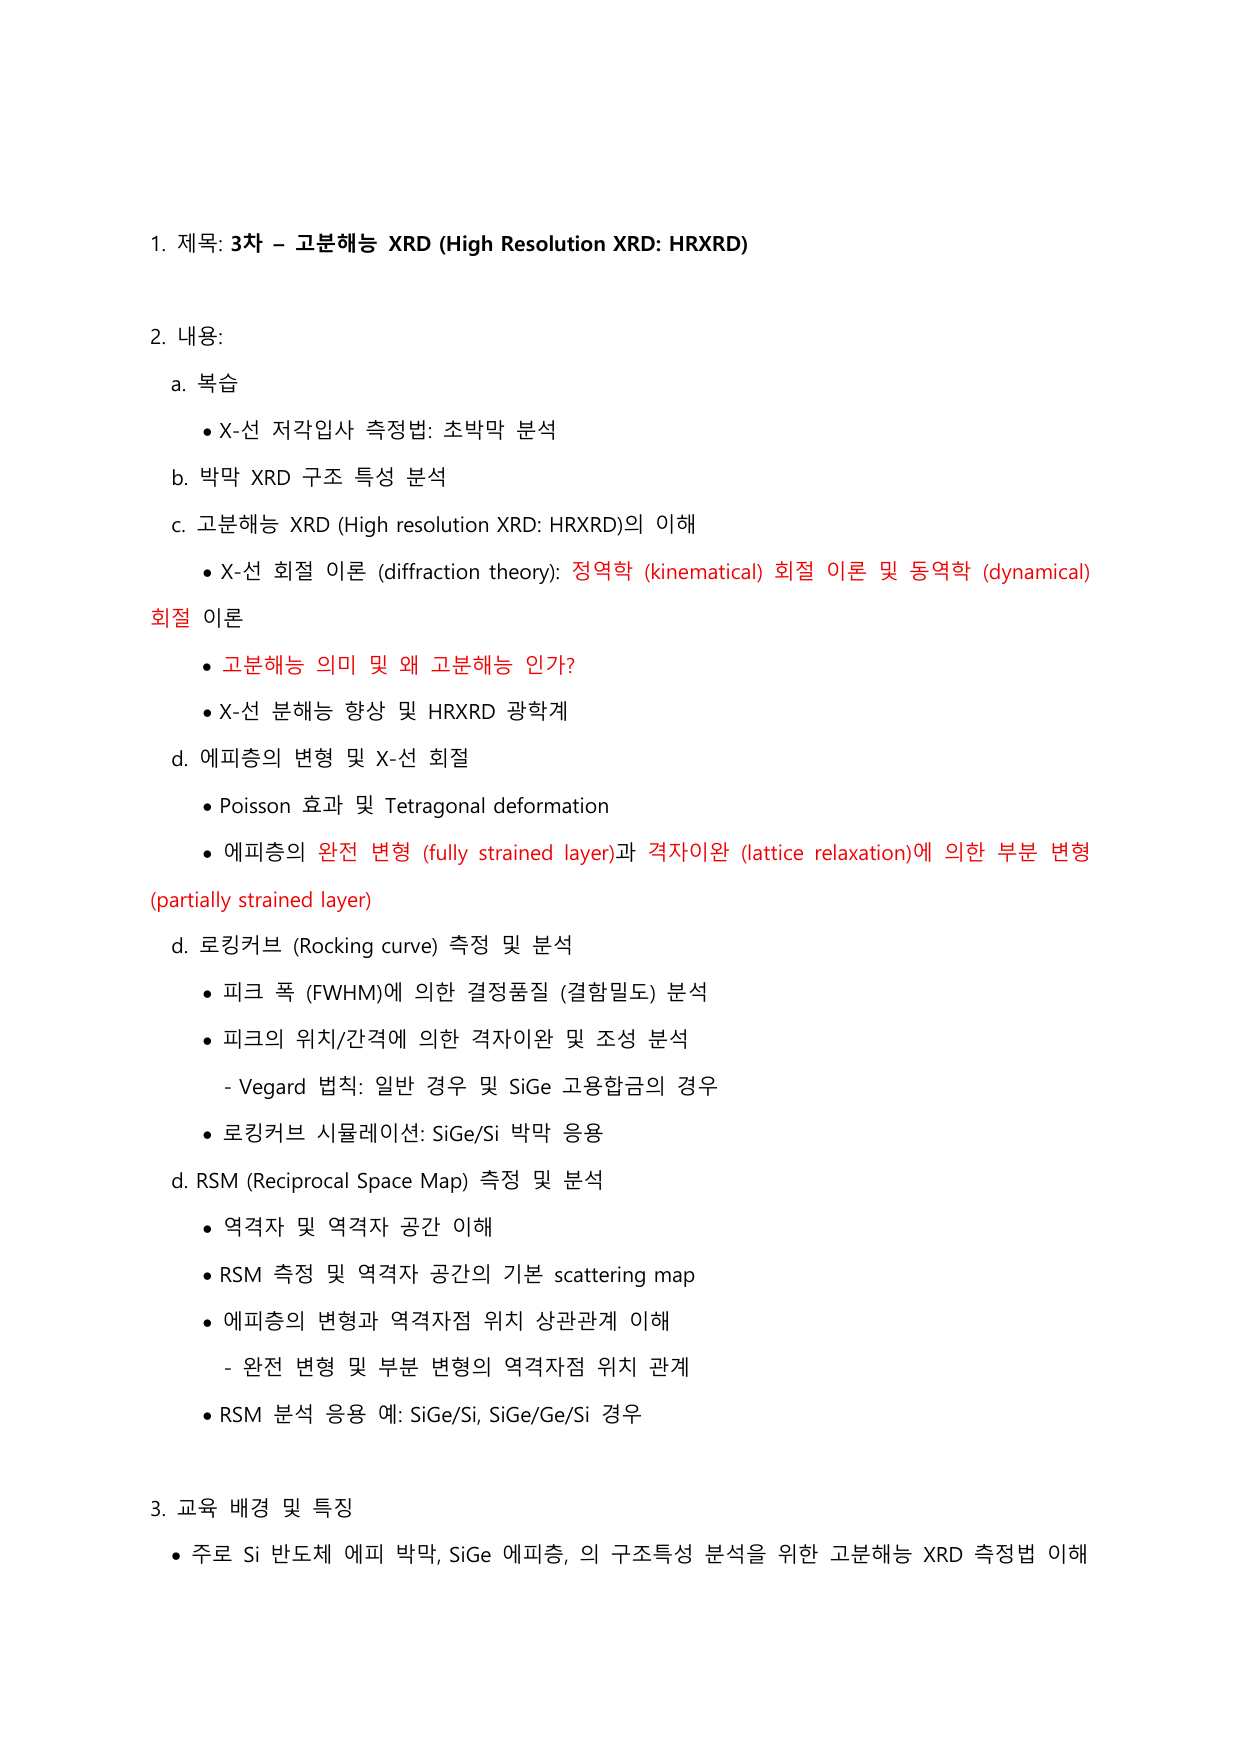 1. 제목: 3차 – 고분해능 XRD (High Resolution XRD: HRXRD)
2. 내용:
a. 복습
• X-선 저각입사 측정법: 초박막 분석
b. 박막 XRD 구조 특성 분석
c. 고분해능 XRD (High resolution XRD: HRXRD)의 이해
• X-선 회절 이론 (diffraction theory): 정역학 (kinematical) 회절 이론 및 동역학 (dynamical)
회절 이론
• 고분해능 의미 및 왜 고분해능 인가?
• X-선 분해능 향상 및 HRXRD 광학계
d. 에피층의 변형 및 X-선 회절
• Poisson 효과 및 Tetragonal deformation
• 에피층의 완전 변형 (fully strained layer)과 격자이완 (lattice relaxation)에 의한 부분 변형
(partially strained layer)
d. 로킹커브 (Rocking curve) 측정 및 분석
• 피크 폭 (FWHM)에 의한 결정품질 (결함밀도) 분석
• 피크의 위치/간격에 의한 격자이완 및 조성 분석
- Vegard 법칙: 일반 경우 및 SiGe 고용합금의 경우
• 로킹커브 시뮬레이션: SiGe/Si 박막 응용
d. RSM (Reciprocal Space Map) 측정 및 분석
• 역격자 및 역격자 공간 이해
• RSM 측정 및 역격자 공간의 기본 scattering map
• 에피층의 변형과 역격자점 위치 상관관계 이해
- 완전 변형 및 부분 변형의 역격자점 위치 관계
• RSM 분석 응용 예: SiGe/Si, SiGe/Ge/Si 경우
3. 교육 배경 및 특징
• 주로 Si 반도체 에피 박막, SiGe 에피층, 의 구조특성 분석을 위한 고분해능 XRD 측정법 이해